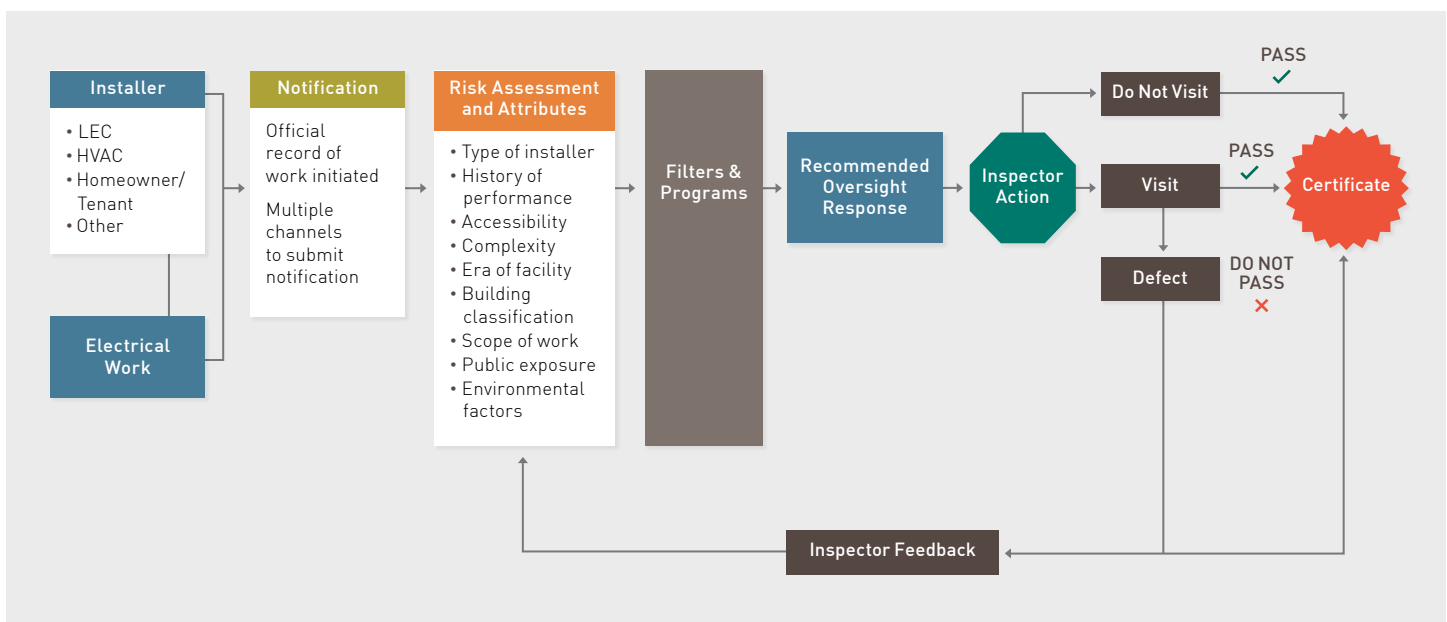 Installer
• LEC
• HVAC
• Homeowner/
Tenant
• Other
Electrical
Work
Notification
Official
record of
work initiated
Multiple
channels
to submit
notification
Risk Assessment
and Attributes
• Type of installer
• History of
performance
• Accessibility
• Complexity
• Era of facility
• Building
classification
• Scope of work
• Public exposure
• Environmental
factors
Filters &
Programs
Recommended
Oversight
Response
Inspector
Action
Do Not Visit
PASS
Visit
PASS
Defect
DO NOT
PASS
Certificate
Inspector Feedback